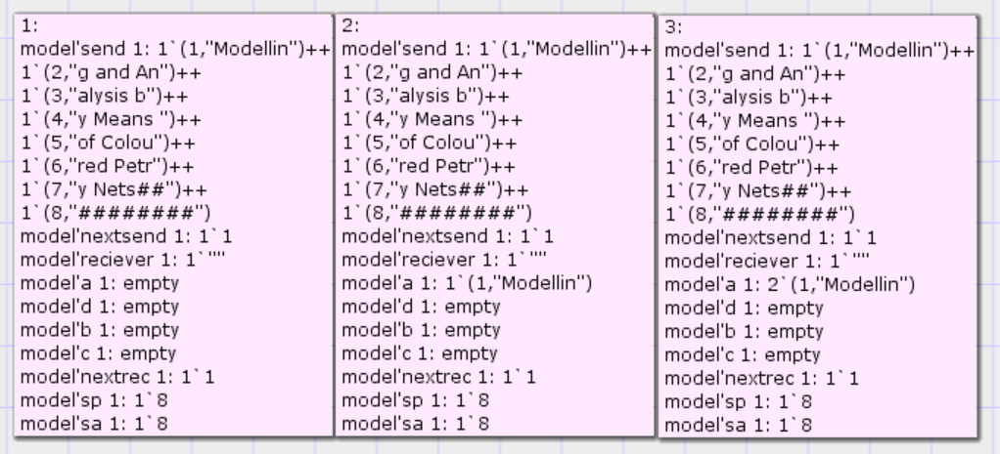 1:
model'send 1: 1`(1,"Modellin")++
1`(2,"g and An")++
1`(3,"alysis b")++
1`(4,"y Means ")++
1`(5,"of Colou")++
1`(6,"red Petr")++
1`(7,"y Nets##")++
1`(8,"########")
model'nextsend 1: 1`1
model'reciever 1: 1`""
model'a 1: empty
model'd 1: empty
model'b 1: empty
model'c 1: empty
model'nextrec 1: 1`1
model'sp 1: 1`8
model'sa 1: 1`8
2:
model'send 1: 1`(1,"Modellin")++
1`(2,"g and An")++
1`(3,"alysis b")++
1`(4,"y Means ")++
1`(5,"of Colou")++
1`(6,"red Petr")++
1`(7,"y Nets##")++
1`(8,"########")
model'nextsend 1: 1`1
model'reciever 1: 1`""
model'a 1: 1`(1,"Modellin")
model'd 1: empty
model'b 1: empty
model'c 1: empty
model'nextrec 1: 1`1
model'sp 1: 1`8
model'sa 1: 1`8
3:
model'send 1: 1`(1,"Modellin")++
1`(2,"g and An")++
1`(3,"alysis b")++
1`(4,"y Means ")++
1`(5,"of Colou")++
1`(6,"red Petr")++
1`(7,"y Nets##")++
1`(8,"########")
model'nextsend 1: 1`1
model'reciever 1: 1`""
model'a 1: 2`(1,"Modellin")
model'd 1: empty
model'b 1: empty
model'c 1: empty
model'nextrec 1: 1`1
model'sp 1: 1`8
model'sa 1: 1`8